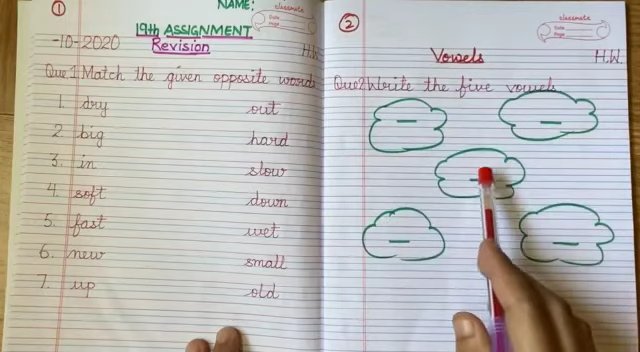 ①
NAME:
classmate
Date
Page
19th ASSIGNMENT
-10-2020
Revision
H.W.
Que 1 Match the given opposite words
1. dry out
2. big hard
3. in slow
4. soft down
5. fast wet
6. new small
7. up old
②
classmate
Date
Page
Vowels
H.W.
Que2 Write the five vowels